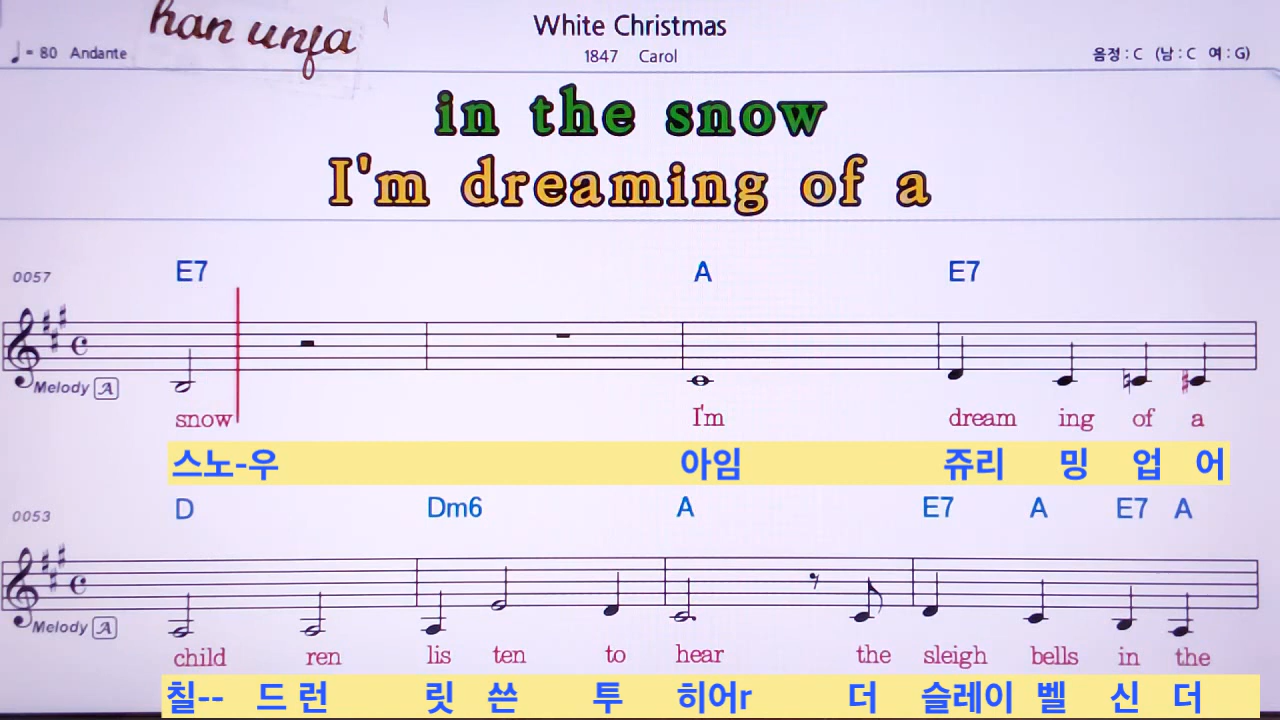 han unfa
White Christmas
♩= 80 Andante
1847 Carol
음정 : C (남 : C 여 : G)
in the snow
I'm dreaming of a
0057
E7 A E7
Melody A
snow I'm dream ing of a
스노-우 아임 쥬리 밍 업 어
0053
D Dm6 A E7 A E7 A
Melody A
child ren lis ten to hear the sleigh bells in the
칠-- 드 런 릿 쓴 투 히어r 더 슬레이 벨 신 더